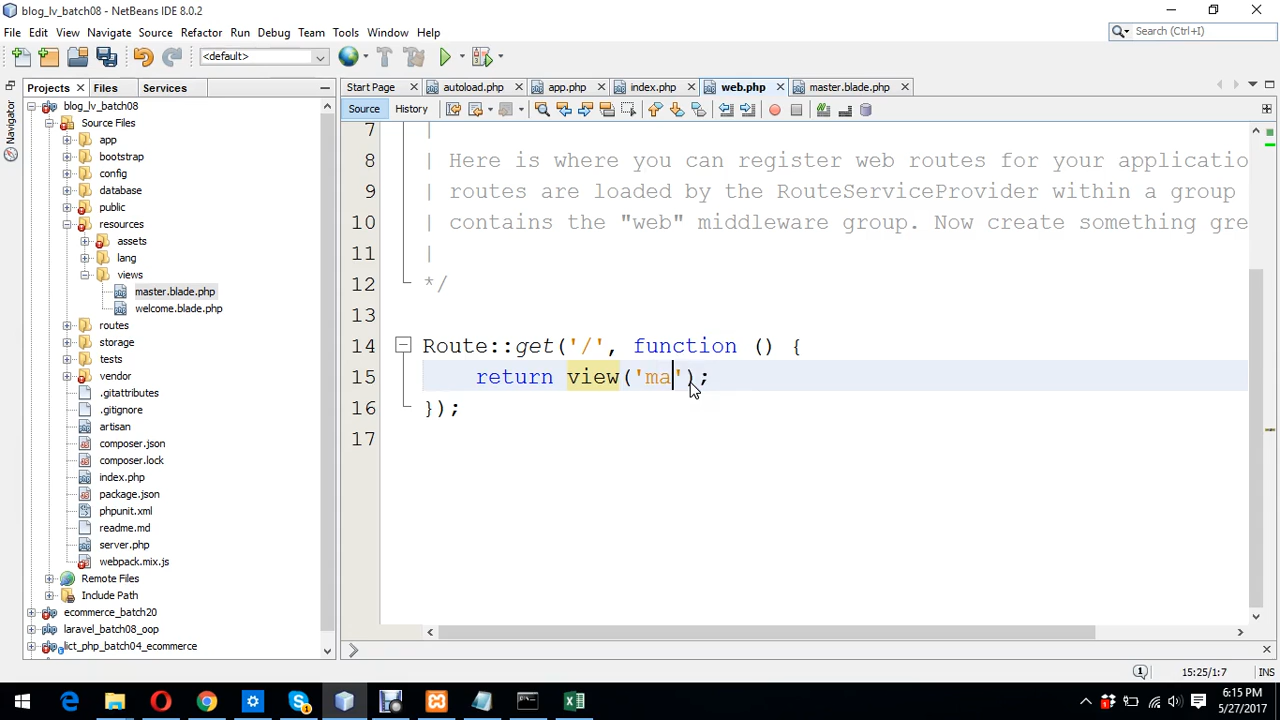 blog_lv_batch08 - NetBeans IDE 8.0.2
File Edit View Navigate Source Refactor Run Debug Team Tools Window Help
Search (Ctrl+I)
<default>
Projects Files Services
Start Page autoload.php app.php index.php web.php master.blade.php
Navigator
Source History
blog_lv_batch08
Source Files
app
bootstrap
config
database
public
resources
assets
lang
views
master.blade.php
welcome.blade.php
routes
storage
tests
vendor
.gitattributes
.gitignore
artisan
composer.json
composer.lock
index.php
package.json
phpunit.xml
readme.md
server.php
webpack.mix.js
Remote Files
Include Path
ecommerce_batch20
laravel_batch08_oop
lict_php_batch04_ecommerce
7 |
8 | Here is where you can register web routes for your applicatio
9 | routes are loaded by the RouteServiceProvider within a group
10 | contains the "web" middleware group. Now create something gre
11 |
12 */
13
14 Route::get('/', function () {
15 return view('ma');
16 });
17
15:25/1:7 INS
6:15 PM
5/27/2017